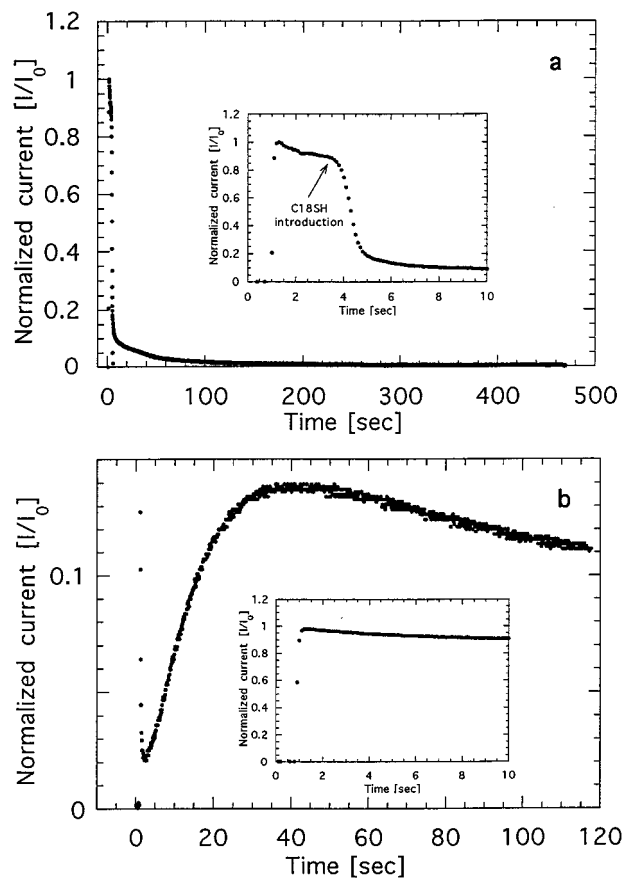 a
1.2
1
0.8
0.6
0.4
0.2
0
Normalized current [I/I0]
0 100 200 300 400 500
Time [sec]
1.2
1
0.8
0.6
0.4
0.2
0
Normalized current [I/I0]
C18SH
introduction
0 2 4 6 8 10
Time [sec]
b
0.1
0
Normalized current [I/I0]
0 20 40 60 80 100 120
Time [sec]
1.2
1
0.8
0.6
0.4
0.2
0
Normalized current [I/I0]
0 2 4 6 8 10
Time [sec]